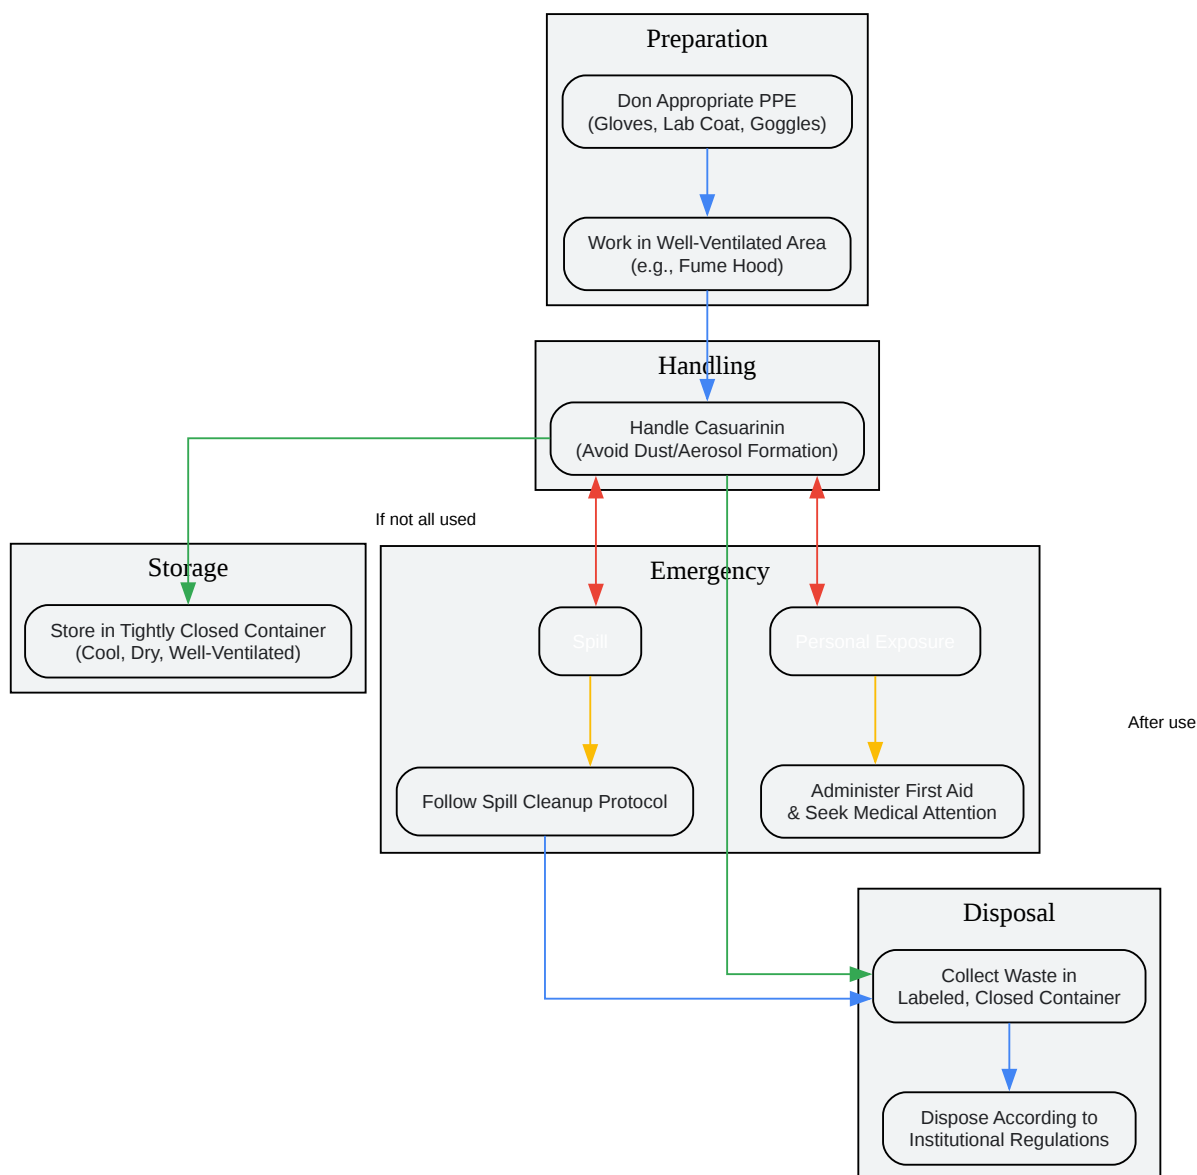 Preparation
Don Appropriate PPE
(Gloves, Lab Coat, Goggles)
Work in Well-Ventilated Area
(e.g., Fume Hood)
Handling
Handle Casuarinin
(Avoid Dust/Aerosol Formation)
If not all used
Storage
Store in Tightly Closed Container
(Cool, Dry, Well-Ventilated)
Emergency
Spill
Personal Exposure
After use
Follow Spill Cleanup Protocol
Administer First Aid
& Seek Medical Attention
Disposal
Collect Waste in
Labeled, Closed Container
Dispose According to
Institutional Regulations